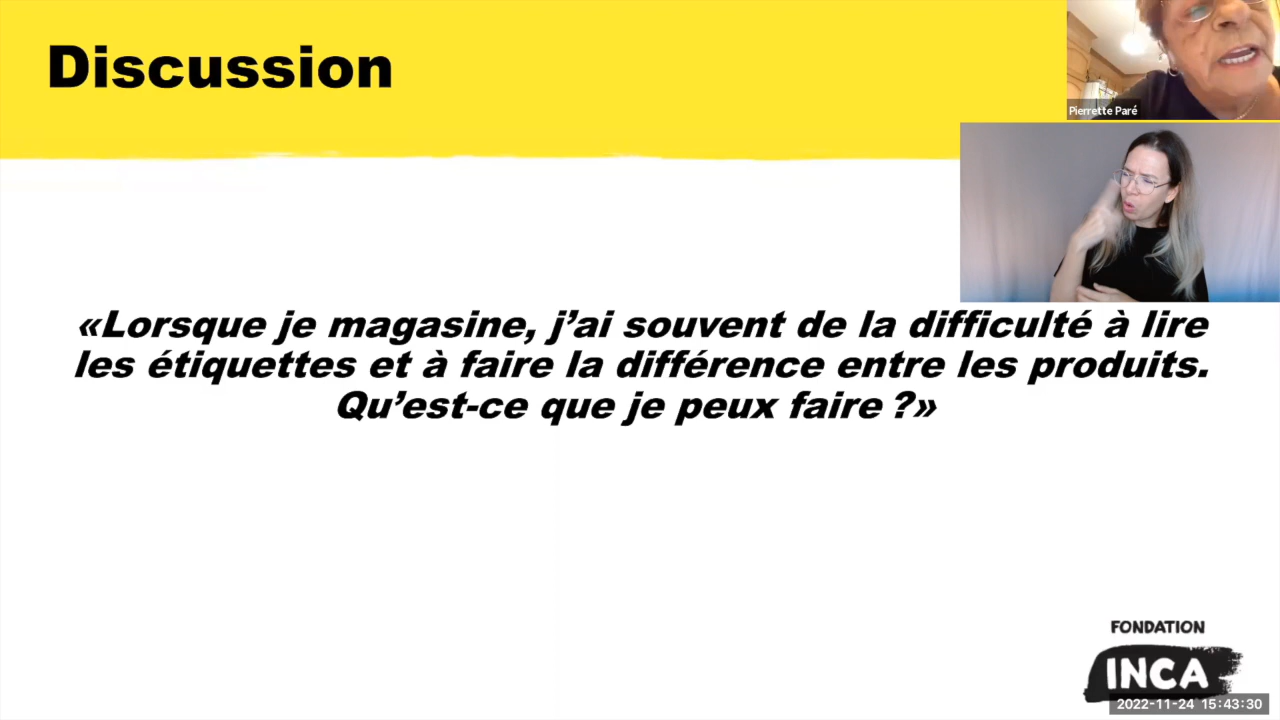 Discussion
Pierrette Paré
«Lorsque je magasine, j’ai souvent de la difficulté à lire
les étiquettes et à faire la différence entre les produits.
Qu’est-ce que je peux faire ?»
FONDATION
INCA
2022-11-24 15:43:30